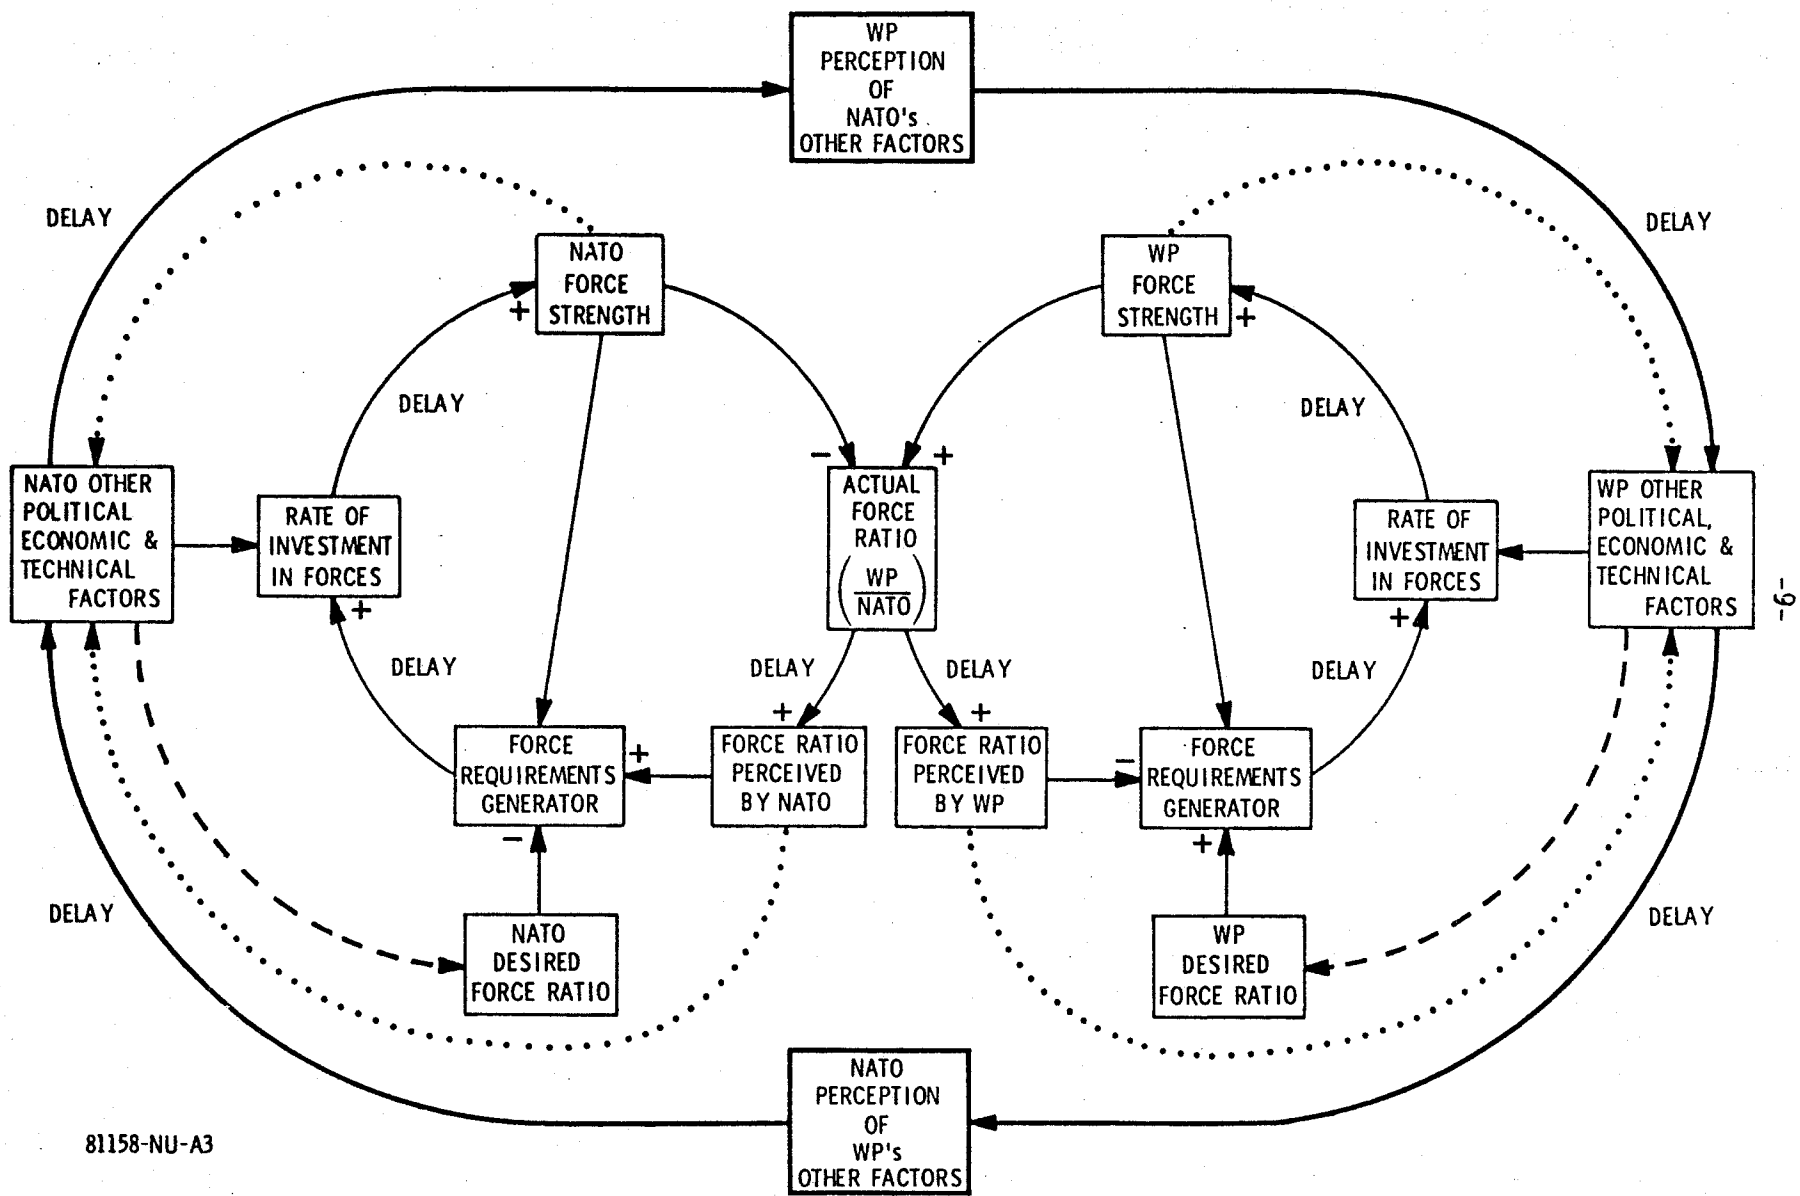 WP
PERCEPTION
OF
NATO's
OTHER FACTORS
DELAY
DELAY
NATO
FORCE
STRENGTH
+
WP
FORCE
STRENGTH
+
DELAY
DELAY
- +
NATO OTHER
POLITICAL
ECONOMIC &
TECHNICAL
FACTORS
RATE OF
INVESTMENT
IN FORCES
+
ACTUAL
FORCE
RATIO
(WP
NATO)
RATE OF
INVESTMENT
IN FORCES
+
WP OTHER
POLITICAL,
ECONOMIC &
TECHNICAL
FACTORS
-9-
DELAY
DELAY
DELAY
DELAY
+
+
FORCE
REQUIREMENTS
GENERATOR
+
-
FORCE RATIO
PERCEIVED
BY NATO
FORCE RATIO
PERCEIVED
BY WP
-
FORCE
REQUIREMENTS
GENERATOR
+
DELAY
NATO
DESIRED
FORCE RATIO
WP
DESIRED
FORCE RATIO
DELAY
NATO
PERCEPTION
OF
WP's
OTHER FACTORS
81158-NU-A3